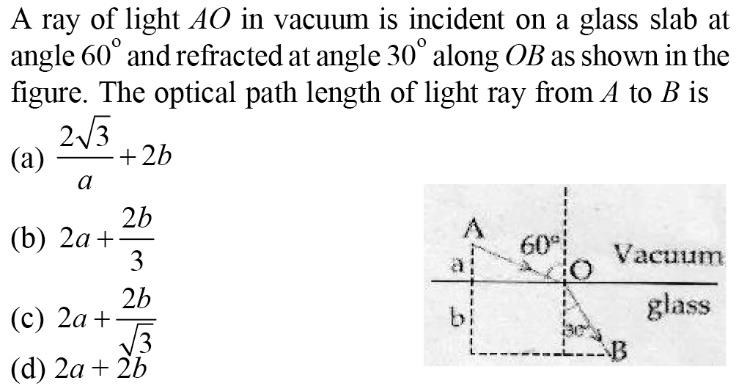 A ray of light AO in vacuum is incident on a glass slab at
angle 60° and refracted at angle 30° along OB as shown in the
figure. The optical path length of light ray from A to B is
(a) 2√3/a + 2b
(b) 2a + 2b/3
(c) 2a + 2b/√3
(d) 2a + 2b
A
60°
Vacuum
a
O
glass
b
30°
B